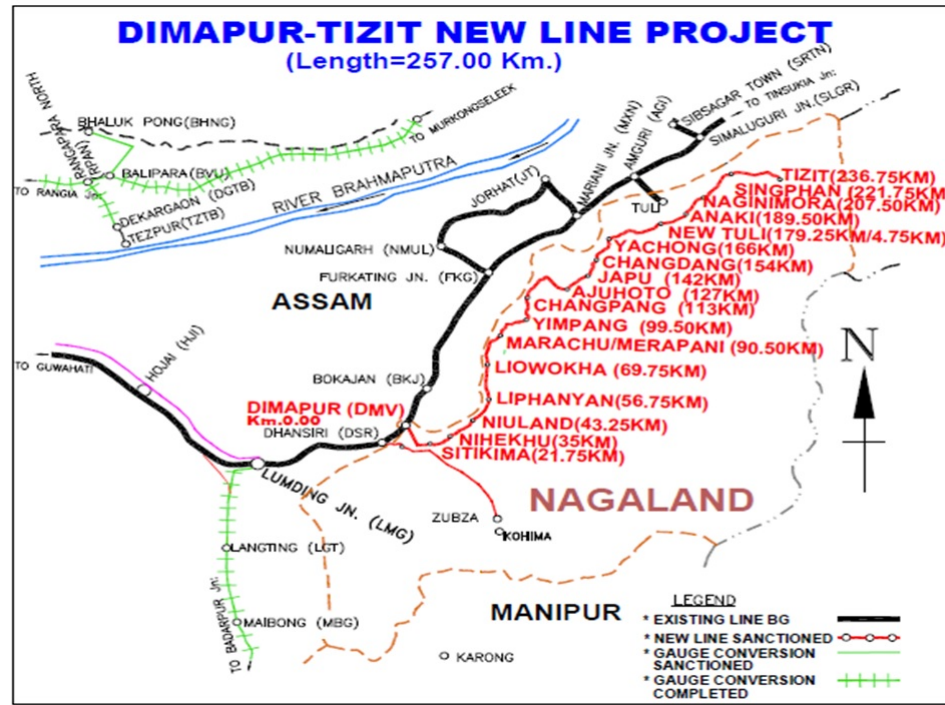 DIMAPUR-TIZIT NEW LINE PROJECT
(Length=257.00 Km.)
BHALUK PONG(BHNG)
RANGAPARA NORTH
(RPAN)
TO RANGIA
BALIPARA(BVU)
DEKARGAON (DGTB)
TEZPUR(TZTB)
TO MURKONGSELEEK
RIVER BRAHMAPUTRA
SIBSAGAR TOWN (SRTN)
TO TINSUKIA Jn:
SIMALUGURI JN.(SLGR)
AMGURI (AGI)
MARIANI JN. (MXN)
JORHAT(JT)
TULI
NUMALIGARH (NMUL)
FURKATING JN. (FKG)
ASSAM
TIZIT(236.75KM)
SINGPHAN(221.75KM)
NAGINIMORA(207.50KM)
ANAKI(189.50KM)
NEW TULI(179.25KM/4.75KM)
YACHONG(166KM)
CHANGDANG(154KM)
JAPU (142KM)
AJUHOTO (127KM)
CHANGPANG (113KM)
YIMPANG (99.50KM)
MARACHU/MERAPANI (90.50KM)
LIOWOKHA (69.75KM)
LIPHANYAN(56.75KM)
NIULAND(43.25KM)
NIHEKHU(35KM)
SITIKIMA(21.75KM)
N
HOJAI (HJI)
TO GUWAHATI
BOKAJAN (BKJ)
DIMAPUR (DMV)
Km.0.00
DHANSIRI (DSR)
LUMDING JN. (LMG)
NAGALAND
ZUBZA
KOHIMA
LANGTING (LGT)
MAIBONG (MBG)
TO BADARPUR Jn:
MANIPUR
KARONG
LEGEND
* EXISTING LINE BG
* NEW LINE SANCTIONED
* GAUGE CONVERSION
SANCTIONED
* GAUGE CONVERSION
COMPLETED